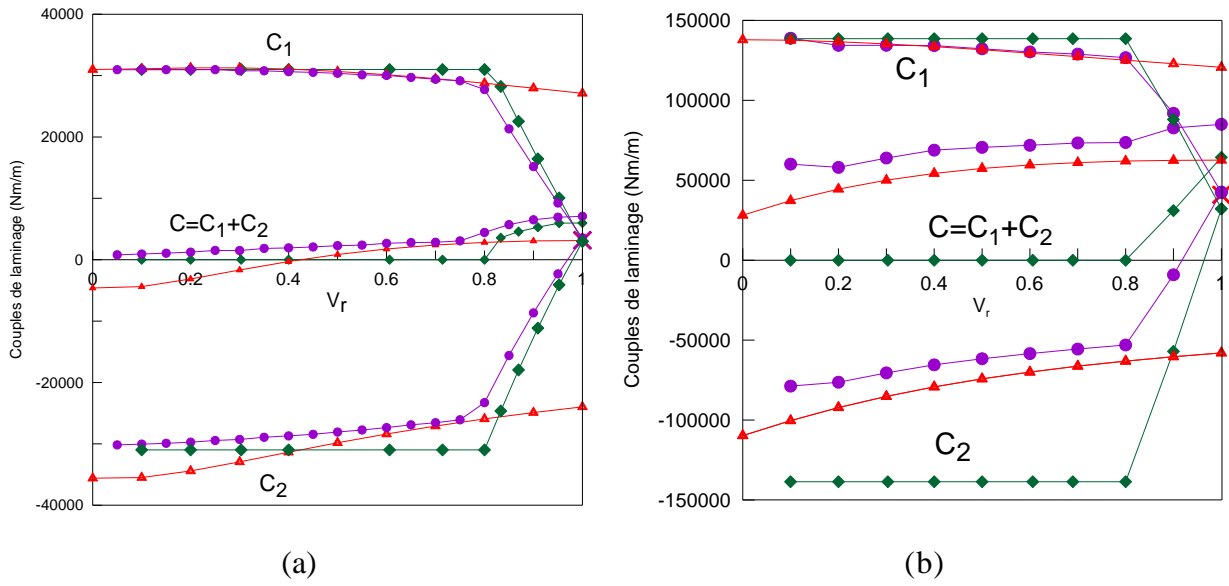 40000
20000
0
-20000
-40000
Couples de laminage (Nm/m)
0 0.2 0.4 0.6 0.8 1
Vr
C1
C=C1+C2
C2
(a)
150000
100000
50000
0
-50000
-100000
-150000
Couples de laminage (Nm/m)
0 0.2 0.4 0.6 0.8 1
Vr
C1
C=C1+C2
C2
(b)